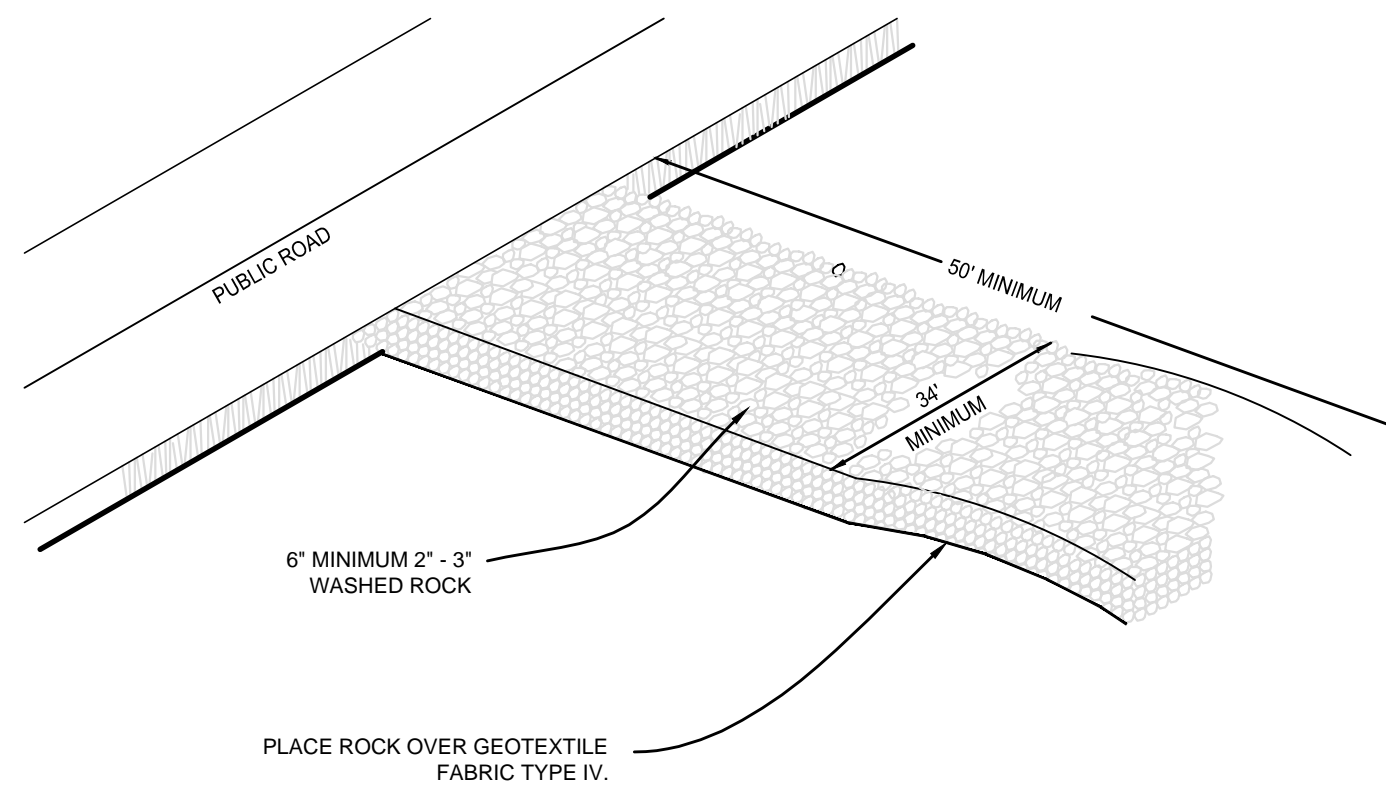 PUBLIC ROAD
50' MINIMUM
34'
MINIMUM
6" MINIMUM 2" - 3"
WASHED ROCK
PLACE ROCK OVER GEOTEXTILE
FABRIC TYPE IV.